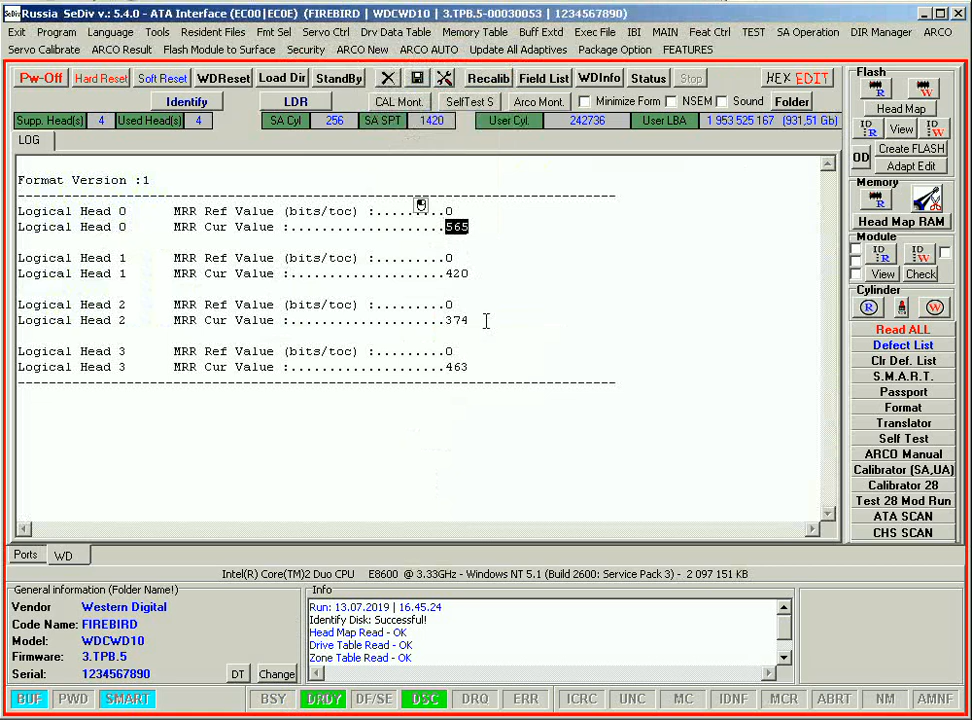 SeDiv Russia SeDiv v.: 5.4.0 - ATA Interface (EC00|EC0E) (FIREBIRD | WDCWD10 | 3.TPB.5-00030053 | 1234567890)
Exit Program Language Tools Resident Files Fmt Sel Servo Ctrl Drv Data Table Memory Table Buff Extd Exec File IBI MAIN Feat Ctrl TEST SA Operation DIR Manager ARCO
Servo Calibrate ARCO Result Flash Module to Surface Security ARCO New ARCO AUTO Update All Adaptives Package Option FEATURES
Pw-Off Hard Reset Soft Reset WDReset Load Dir StandBy Recalib Field List WDInfo Status Stop HEX EDIT
Identify LDR CAL Mont. SelfTest S Arco Mont. Minimize Form NSEM Sound Folder
Supp. Head(s) 4 Used Head(s) 4 SA Cyl 256 SA SPT 1420 User Cyl. 242736 User LBA 1 953 525 167 (931,51 Gb)
LOG
Format Version :1
--------------------------------------------------------------------------------
Logical Head 0 MRR Ref Value (bits/toc) :.........0
Logical Head 0 MRR Cur Value :....................565
Logical Head 1 MRR Ref Value (bits/toc) :.........0
Logical Head 1 MRR Cur Value :....................420
Logical Head 2 MRR Ref Value (bits/toc) :.........0
Logical Head 2 MRR Cur Value :....................374
Logical Head 3 MRR Ref Value (bits/toc) :.........0
Logical Head 3 MRR Cur Value :....................463
--------------------------------------------------------------------------------
Flash
R W
Head Map
ID R View ID W
OD Create FLASH
Adapt Edit
Memory
R
Head Map RAM
Module
ID R ID W
View Check
Cylinder
R W
Read ALL
Defect List
Clr Def. List
S.M.A.R.T.
Passport
Format
Translator
Self Test
ARCO Manual
Calibrator (SA,UA)
Calibrator 28
Test 28 Mod Run
ATA SCAN
CHS SCAN
Ports WD
Intel(R) Core(TM)2 Duo CPU E8600 @ 3.33GHz - Windows NT 5.1 (Build 2600: Service Pack 3) - 2 097 151 KB
General information (Folder Name!)
Vendor Western Digital
Code Name: FIREBIRD
Model: WDCWD10
Firmware: 3.TPB.5
Serial: 1234567890 DT Change
Info
Run: 13.07.2019 | 16.45.24
Identify Disk: Successful!
Head Map Read - OK
Drive Table Read - OK
Zone Table Read - OK
BUF PWD SMART BSY DRDY DF/SE DSC DRQ ERR ICRC UNC MC IDNF MCR ABRT NM AMNF